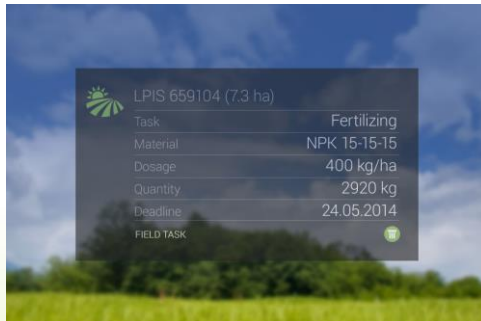 LPIS 659104 (7.3 ha)
Task Fertilizing
Material NPK 15-15-15
Dosage 400 kg/ha
Quantity 2920 kg
Deadline 24.05.2014
FIELD TASK